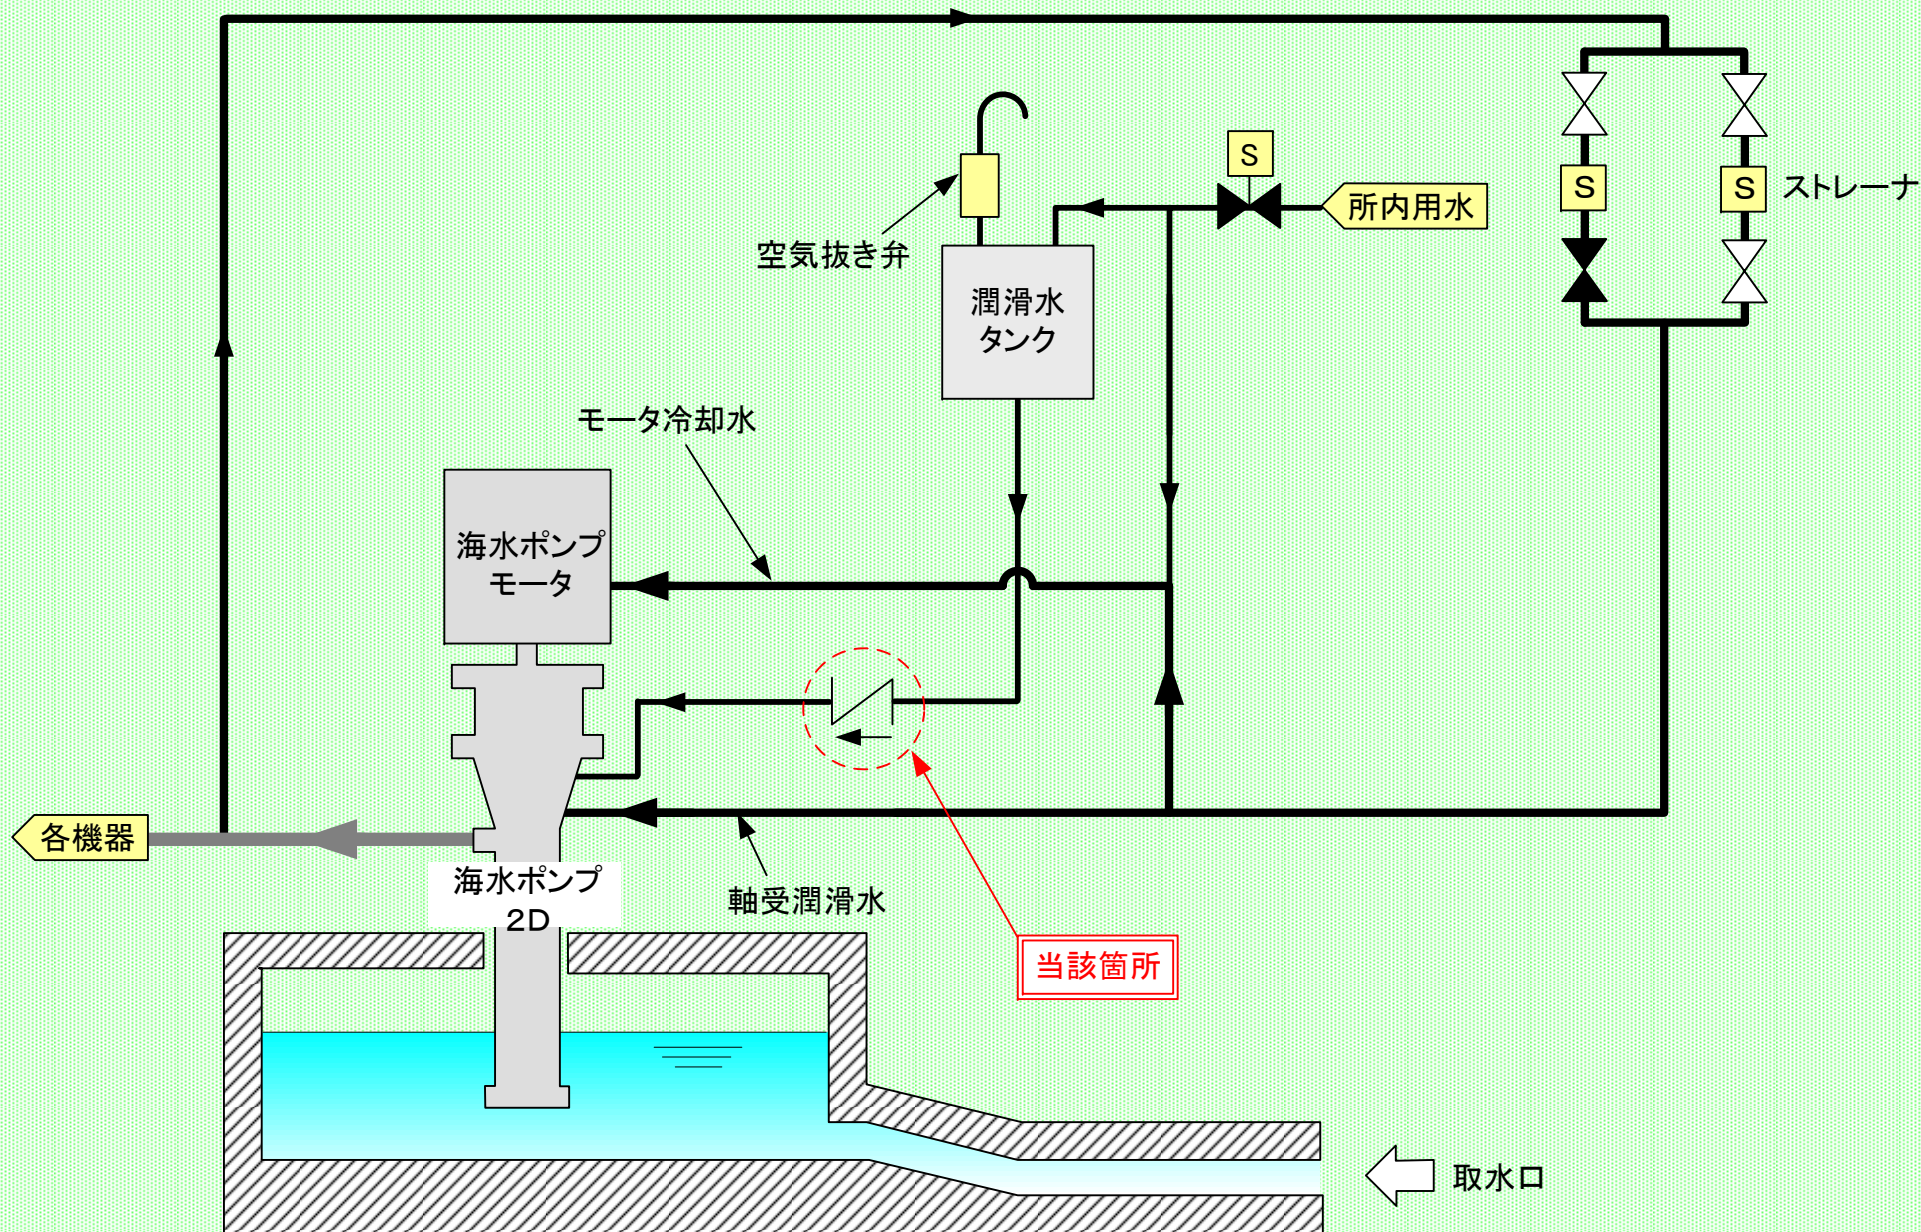 S
所内用水
S
S
ストレーナ
空気抜き弁
潤滑水
タンク
モータ冷却水
海水ポンプ
モータ
各機器
海水ポンプ
2D
軸受潤滑水
当該箇所
取水口